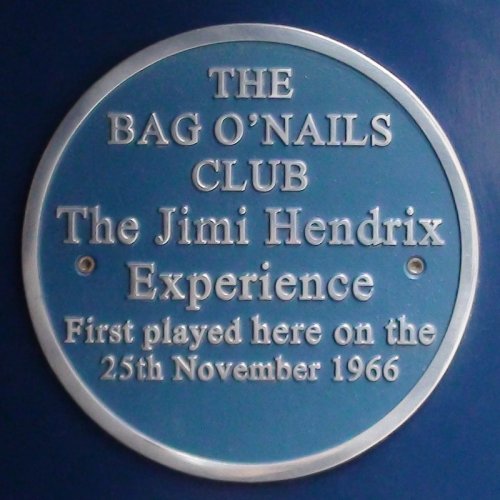 THE
BAG O'NAILS
CLUB
The Jimi Hendrix
Experience
First played here on the
25th November 1966